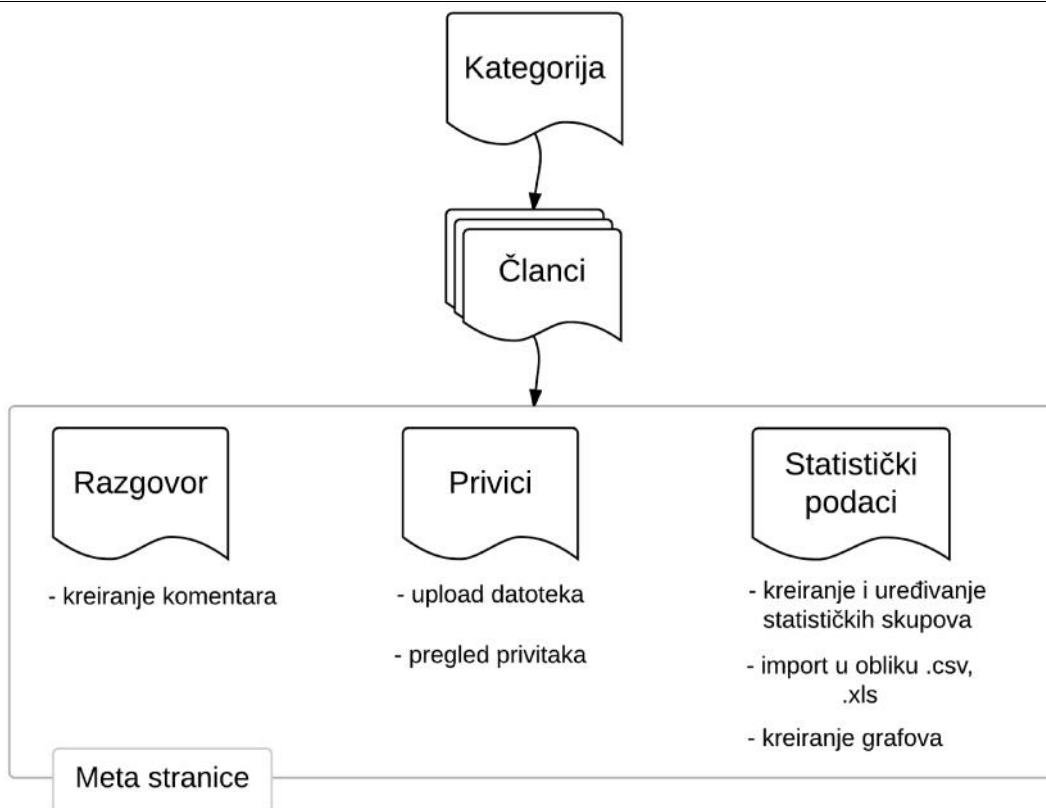 Kategorija
Članci
Razgovor
- kreiranje komentara
Privici
- upload datoteka
- pregled privitaka
Statistički
podaci
- kreiranje i uređivanje
statističkih skupova
- import u obliku .csv,
.xls
- kreiranje grafova
Meta stranice